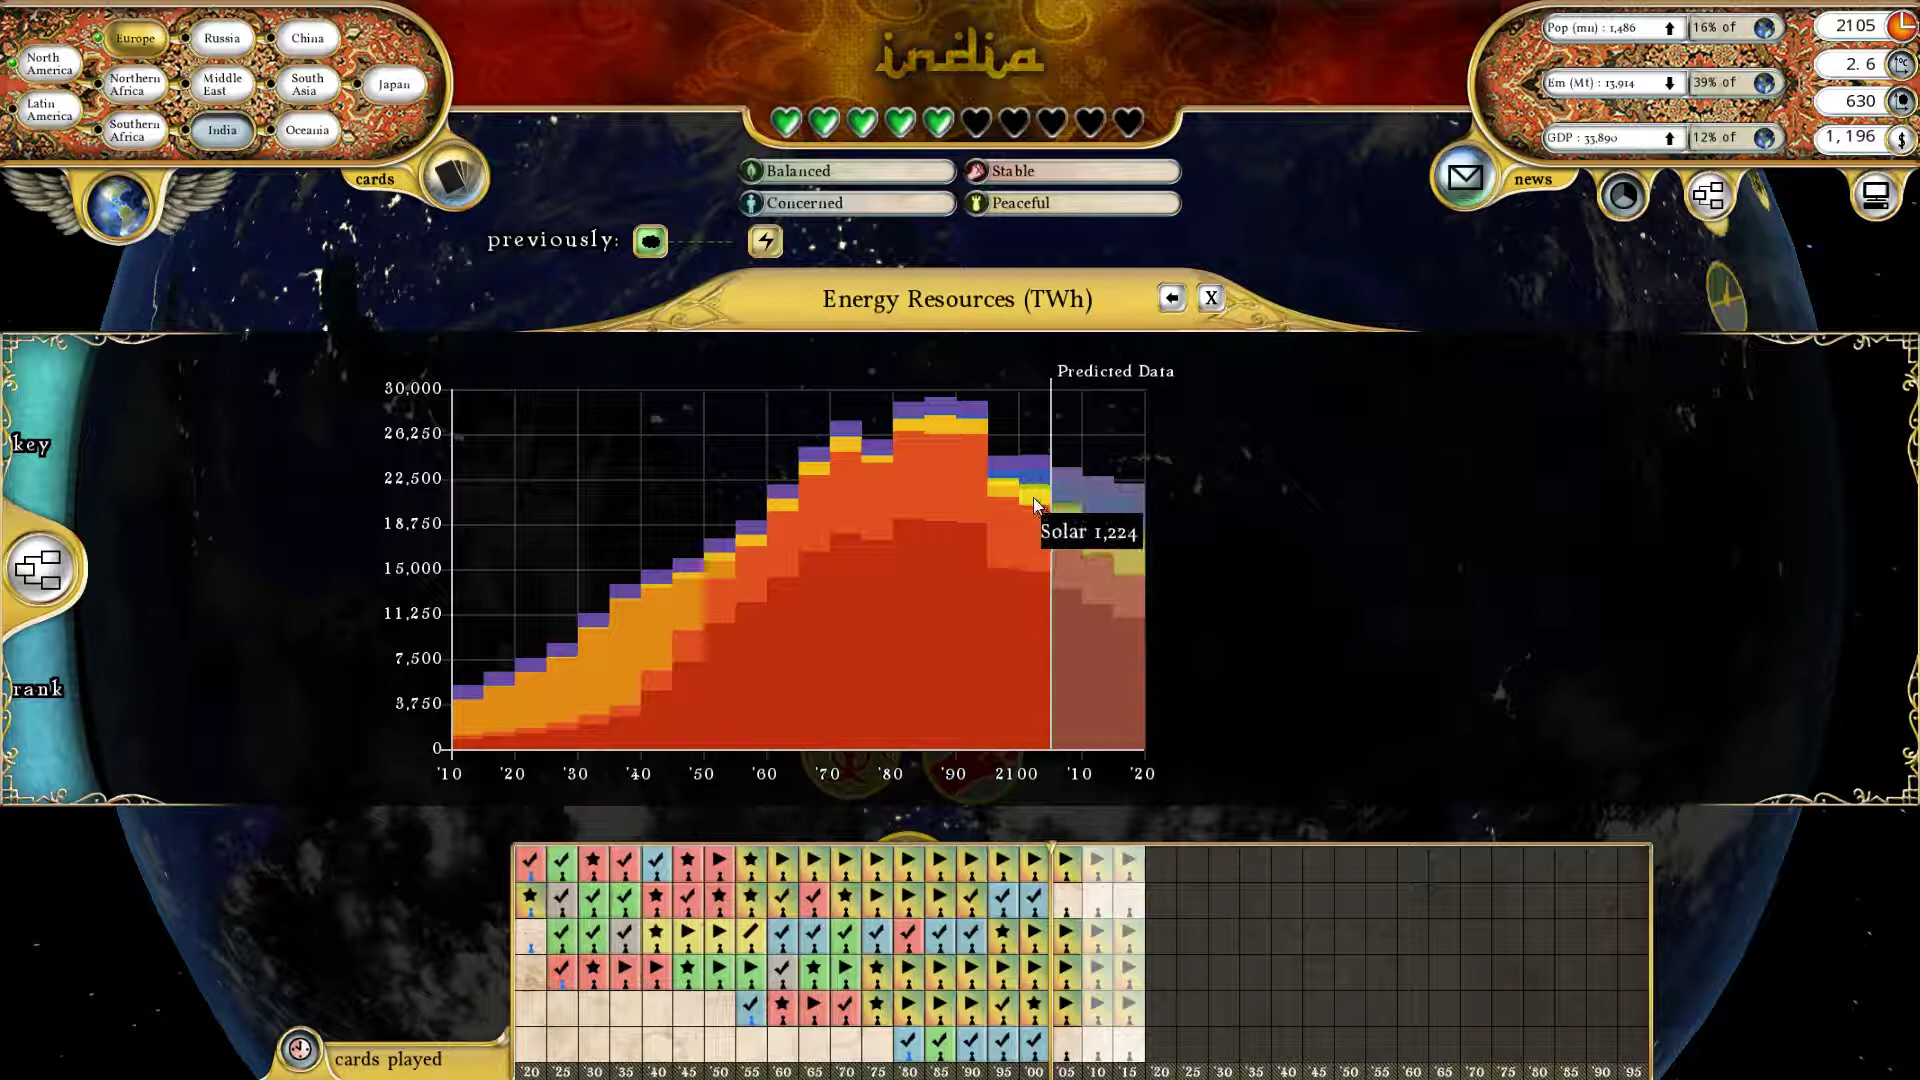 Europe
Russia
China
North America
Northern Africa
Middle East
South Asia
Japan
Latin America
Southern Africa
India
Oceania
cards
india
Balanced
Stable
Concerned
Peaceful
previously:
Pop (mn) : 1,486
16% of
2105
Em (Mt) : 13,914
39% of
2.6
°C
630
GDP : 33,890
12% of
1,196
$
news
Energy Resources (TWh)
X
key
rank
Predicted Data
30,000
26,250
22,500
18,750
15,000
11,250
7,500
3,750
0
Solar 1,224
'10 '20 '30 '40 '50 '60 '70 '80 '90 2100 '10 '20
cards played
'20 '25 '30 '35 '40 '45 '50 '55 '60 '65 '70 '75 '80 '85 '90 '95 '00 '05 '10 '15 '20 '25 '30 '35 '40 '45 '50 '55 '60 '65 '70 '75 '80 '85 '90 '95